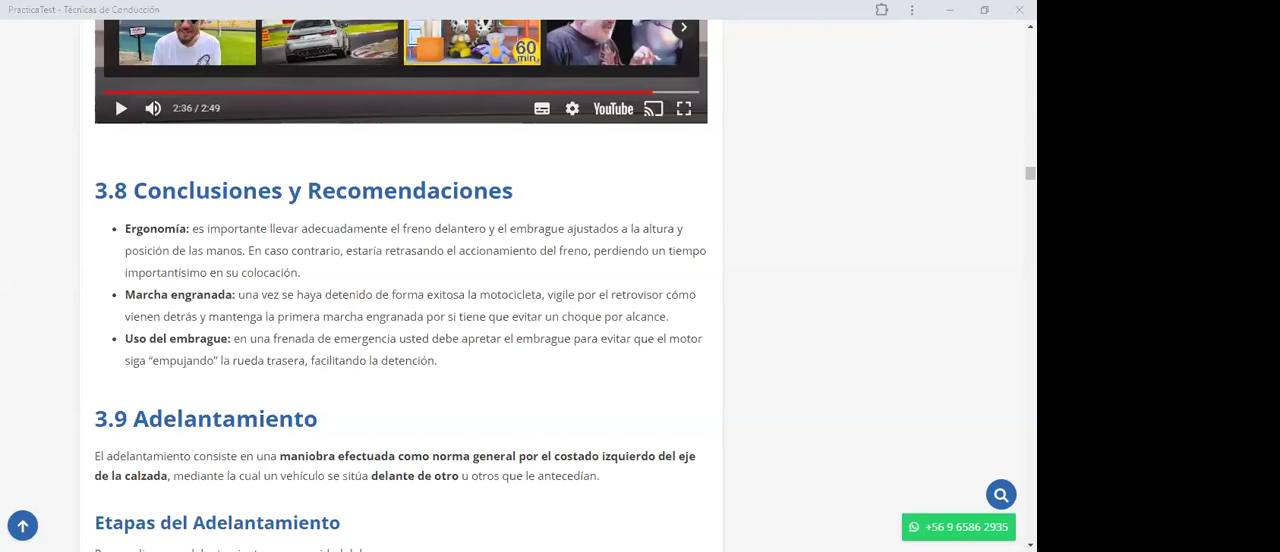 PracticaTest - Técnicas de Conducción
60
min.
2:36 / 2:49
YouTube
3.8 Conclusiones y Recomendaciones
• Ergonomía: es importante llevar adecuadamente el freno delantero y el embrague ajustados a la altura y
posición de las manos. En caso contrario, estaría retrasando el accionamiento del freno, perdiendo un tiempo
importantísimo en su colocación.
• Marcha engranada: una vez se haya detenido de forma exitosa la motocicleta, vigile por el retrovisor cómo
vienen detrás y mantenga la primera marcha engranada por si tiene que evitar un choque por alcance.
• Uso del embrague: en una frenada de emergencia usted debe apretar el embrague para evitar que el motor
siga “empujando” la rueda trasera, facilitando la detención.
3.9 Adelantamiento
El adelantamiento consiste en una maniobra efectuada como norma general por el costado izquierdo del eje
de la calzada, mediante la cual un vehículo se sitúa delante de otro u otros que le antecedían.
Etapas del Adelantamiento
+56 9 6586 2935